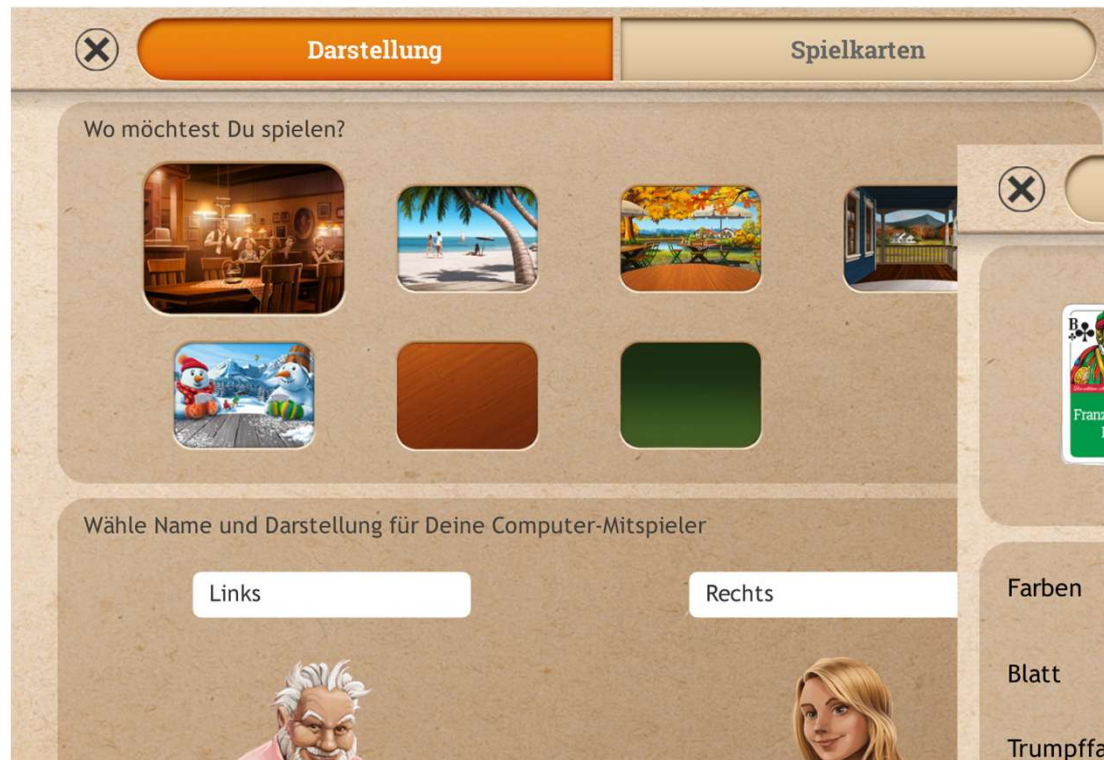 Darstellung
Spielkarten
Wo möchtest Du spielen?
B
Wähle Name und Darstellung für Deine Computer-Mitspieler
Links
Rechts
Farben
Blatt